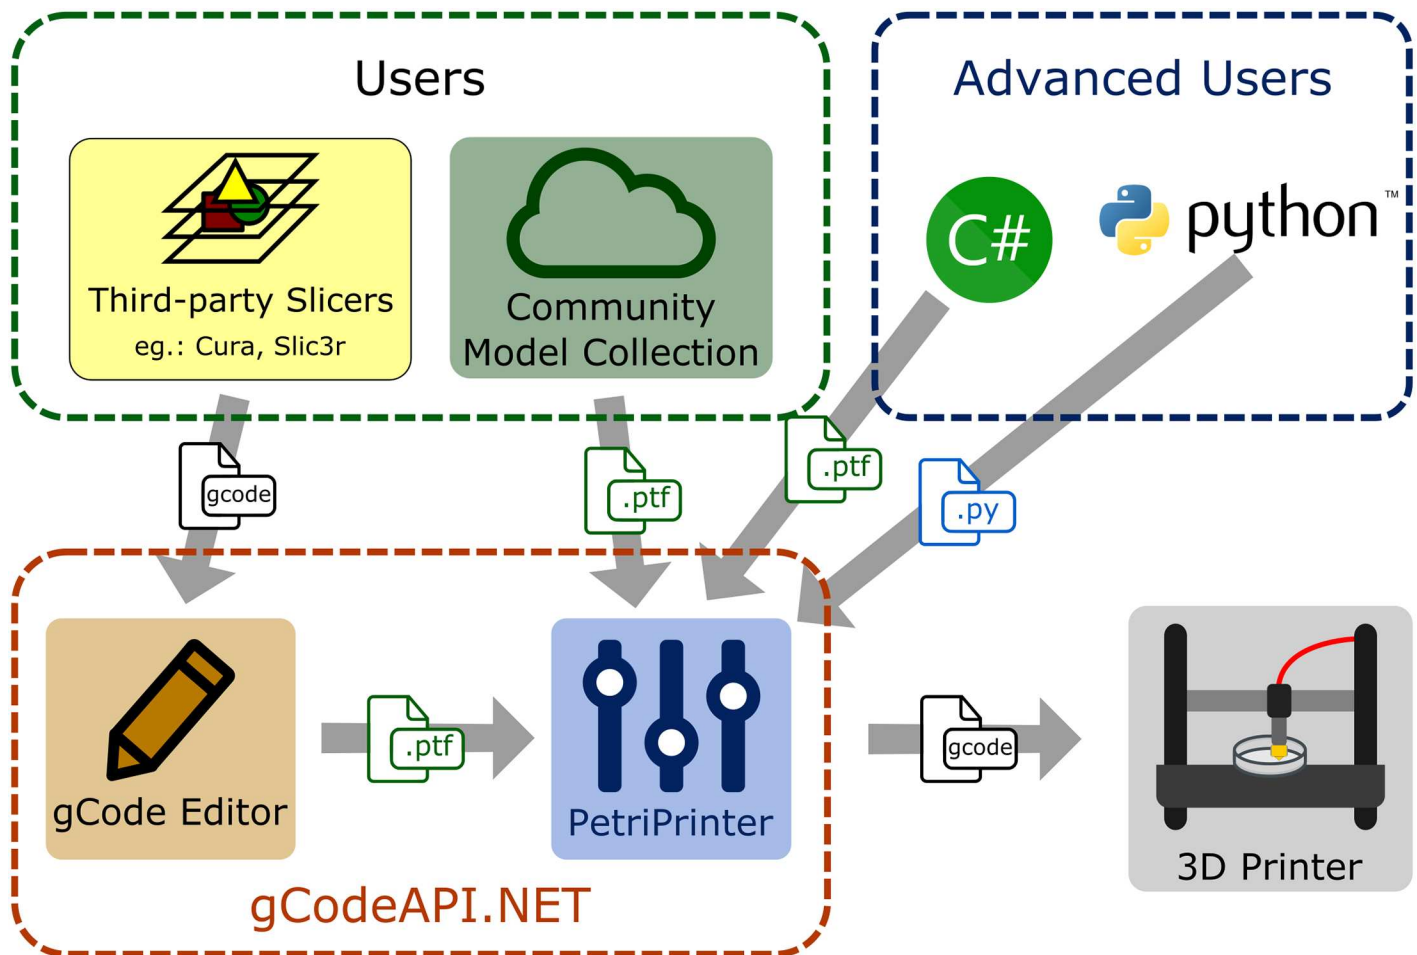 Users
Advanced Users
Third-party Slicers
eg.: Cura, Slic3r
Community
Model Collection
C#
python™
gcode
.ptf
.ptf
.py
gCode Editor
.ptf
PetriPrinter
gcode
3D Printer
gCodeAPI.NET